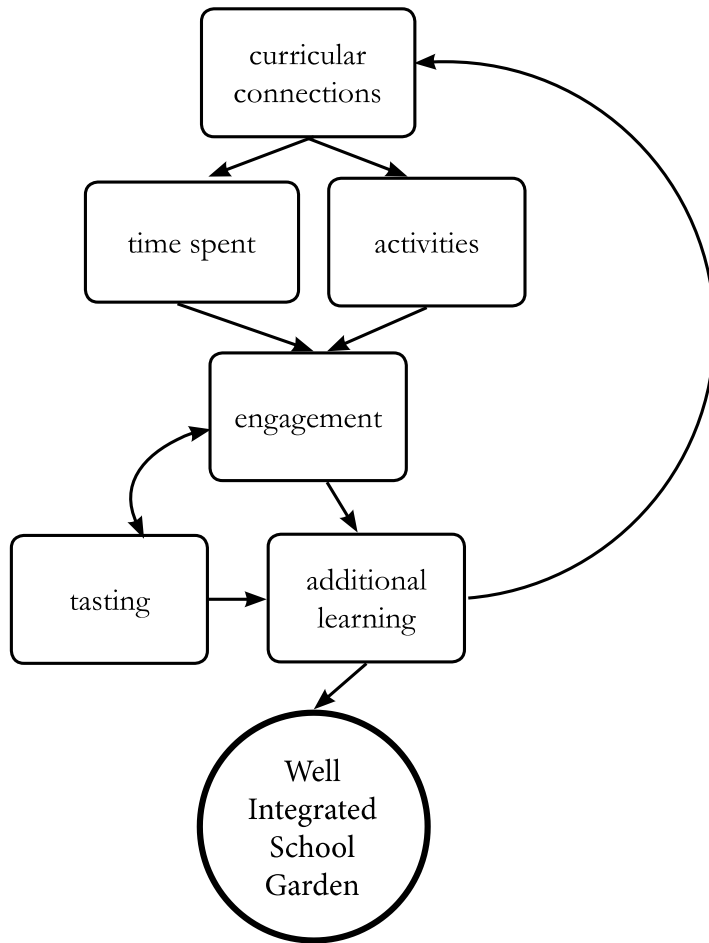 curricular
connections
time spent
activities
engagement
tasting
additional
learning
Well
Integrated
School
Garden